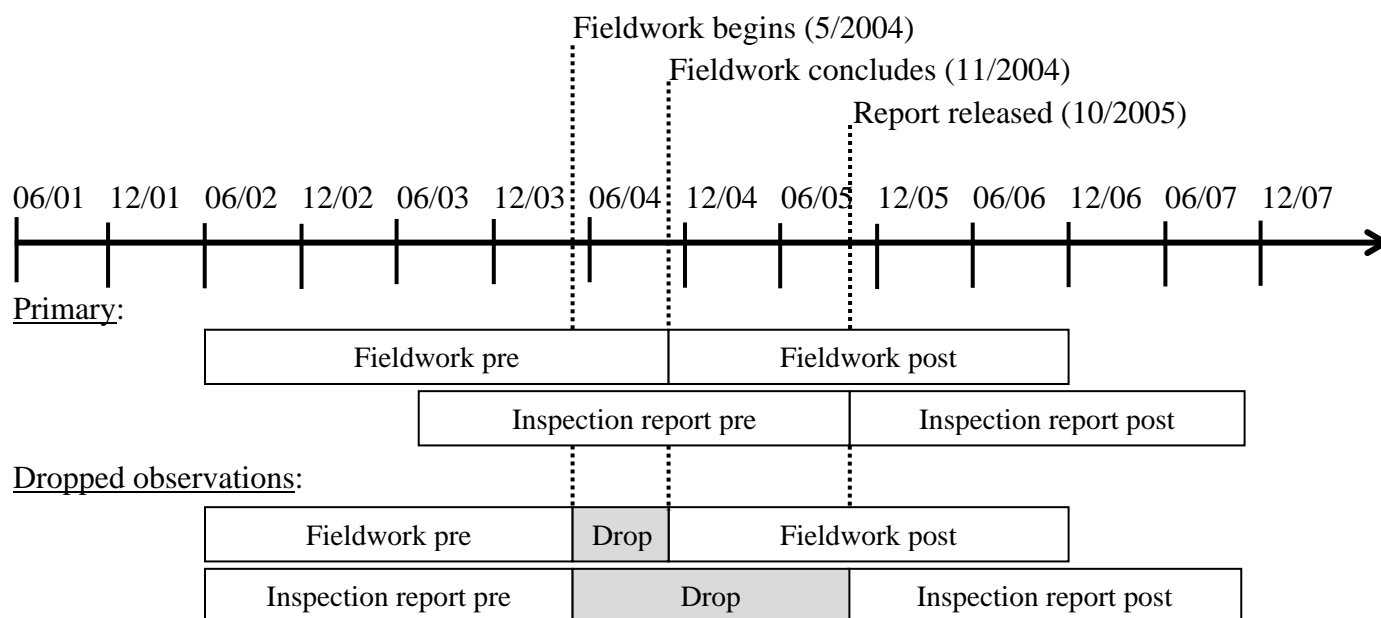 Fieldwork begins (5/2004)
Fieldwork concludes (11/2004)
Report released (10/2005)
06/01 12/01 06/02 12/02 06/03 12/03 06/04 12/04 06/05 12/05 06/06 12/06 06/07 12/07
Primary:
Fieldwork pre Fieldwork post
Inspection report pre Inspection report post
Dropped observations:
Fieldwork pre Drop Fieldwork post
Inspection report pre Drop Inspection report post